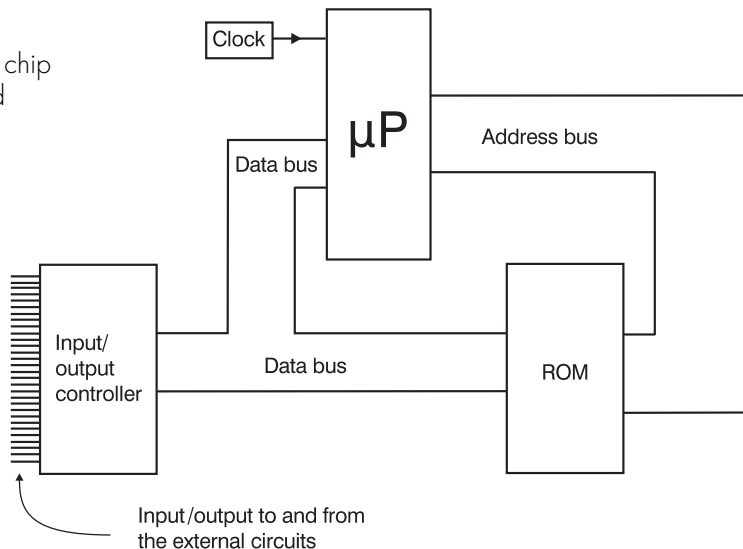 chip
Clock
μP
Address bus
Data bus
Input/
output
controller
Data bus
ROM
Input/output to and from
the external circuits